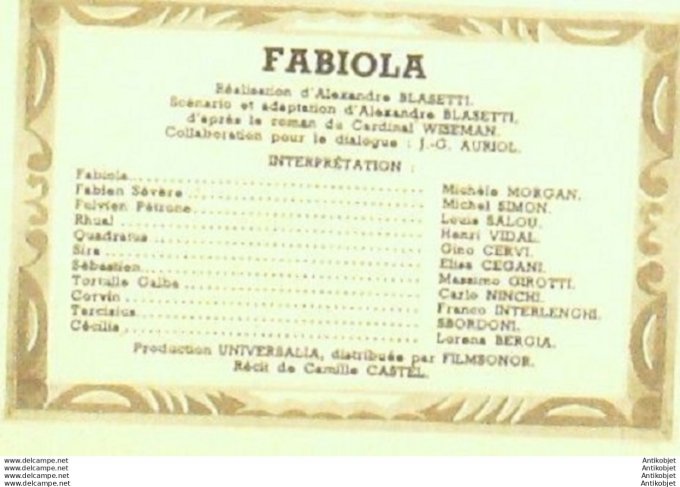 FABIOLA
Réalisation d'Alexandre BLASETTI.
Scénario et adaptation d'Alexandre BLASETTI.
d'après le roman du Cardinal WISEMAN.
Collaboration pour le dialogue : J.-G. AURIOL.
INTERPRÉTATION :
Fabiola.................... Michèle MORGAN.
Fabien Sévère.................... Michel SIMON.
Fulvien Pétrone.................... Louis SALOU.
Rhual.................... Henri VIDAL.
Quadratus.................... Gino CERVI.
Sira.................... Elisa CEGANI.
Sébastien.................... Massimo GIROTTI.
Tortulle Galba.................... Carlo NINCHI.
Corvin.................... Franco INTERLENGHI.
Tarcisius.................... SBORDONI.
Cécilia.................... Lorena BERGIA.
Production UNIVERSALIA, distribuée par FILMSONOR.
Récit de Camille CASTEL.
www.delcampe.net Antikobjet
www.delcampe.net Antikobjet
www.delcampe.net Antikobjet